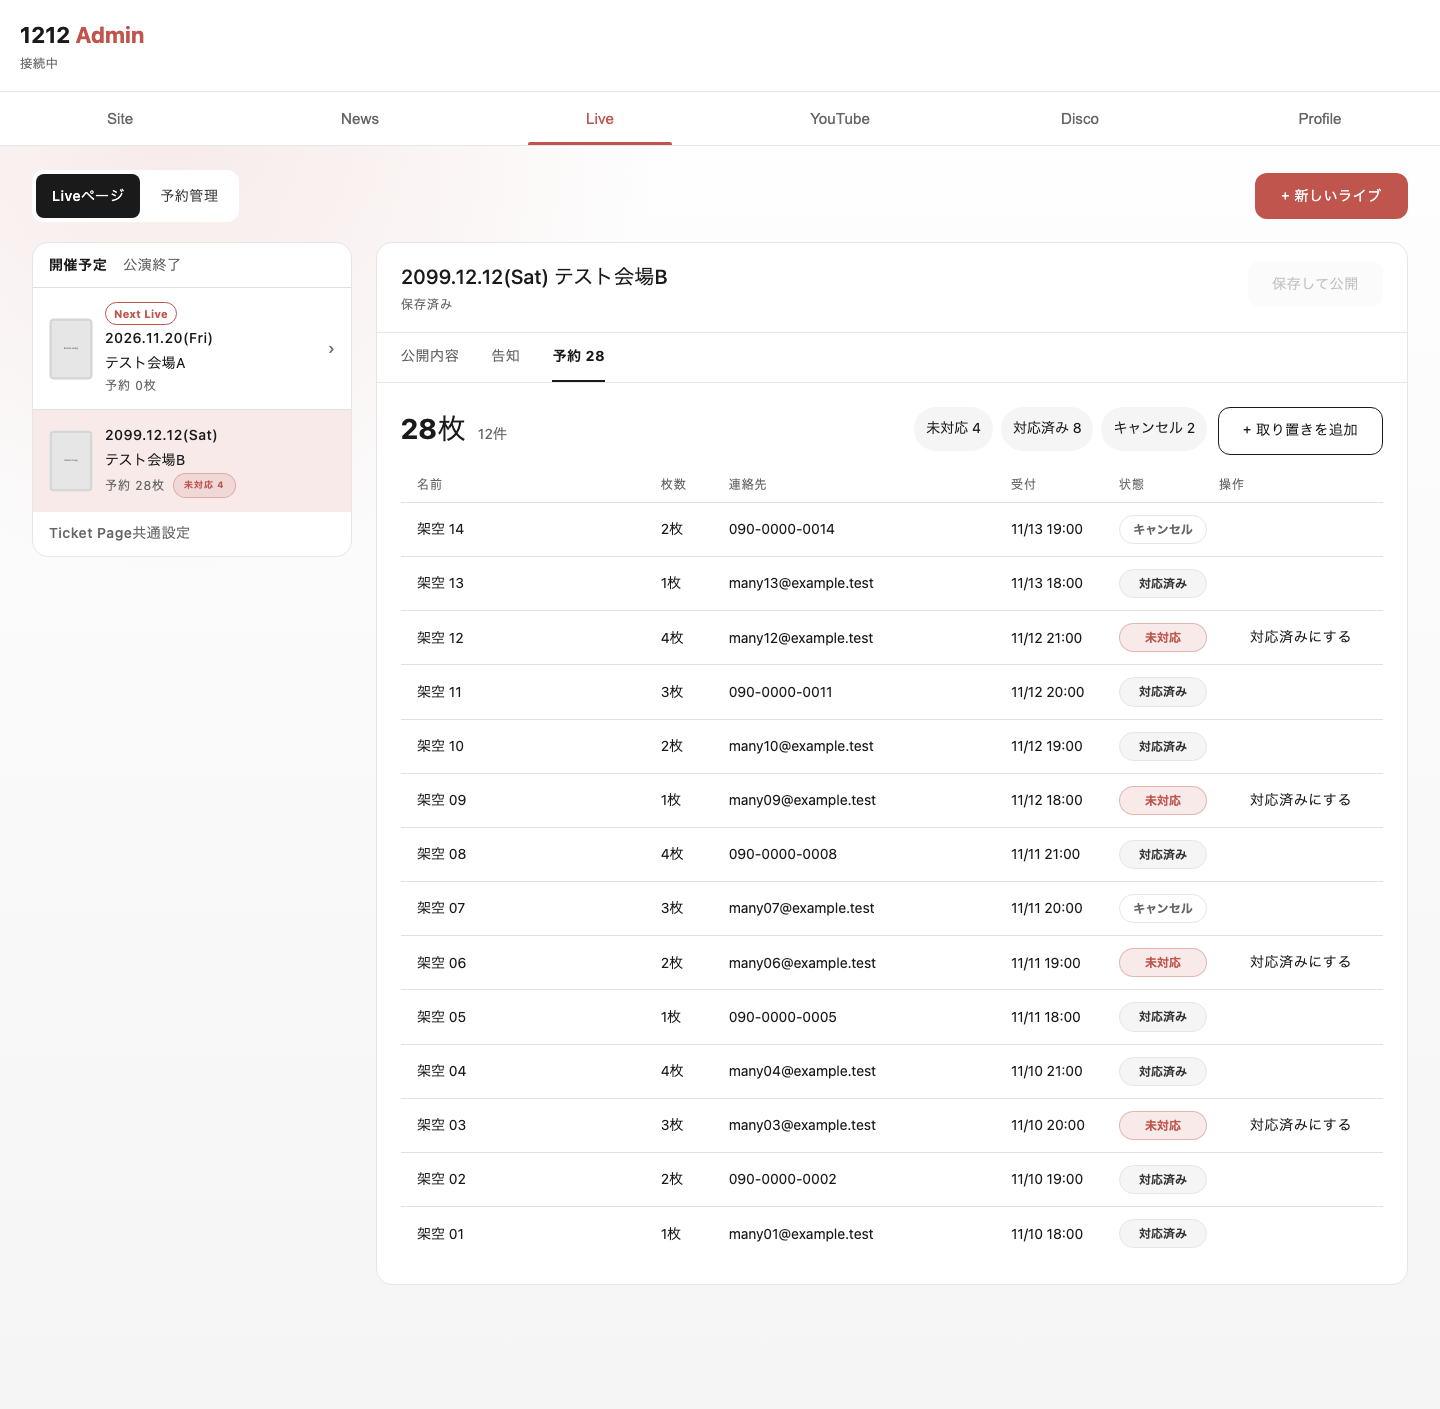 1212 Admin
接続中
Site News Live YouTube Disco Profile
Liveページ 予約管理 + 新しいライブ
開催予定 公演終了
Next Live
2026.11.20(Fri)
テスト会場A
予約 0枚
›
2099.12.12(Sat)
テスト会場B
予約 28枚 未対応 4
Ticket Page共通設定
2099.12.12(Sat) テスト会場B
保存済み
保存して公開
公開内容 告知 予約 28
28枚 12件 未対応 4 対応済み 8 キャンセル 2 + 取り置きを追加
名前 枚数 連絡先 受付 状態 操作
架空 14 2枚 090-0000-0014 11/13 19:00 キャンセル
架空 13 1枚 many13@example.test 11/13 18:00 対応済み
架空 12 4枚 many12@example.test 11/12 21:00 未対応 対応済みにする
架空 11 3枚 090-0000-0011 11/12 20:00 対応済み
架空 10 2枚 many10@example.test 11/12 19:00 対応済み
架空 09 1枚 many09@example.test 11/12 18:00 未対応 対応済みにする
架空 08 4枚 090-0000-0008 11/11 21:00 対応済み
架空 07 3枚 many07@example.test 11/11 20:00 キャンセル
架空 06 2枚 many06@example.test 11/11 19:00 未対応 対応済みにする
架空 05 1枚 090-0000-0005 11/11 18:00 対応済み
架空 04 4枚 many04@example.test 11/10 21:00 対応済み
架空 03 3枚 many03@example.test 11/10 20:00 未対応 対応済みにする
架空 02 2枚 090-0000-0002 11/10 19:00 対応済み
架空 01 1枚 many01@example.test 11/10 18:00 対応済み